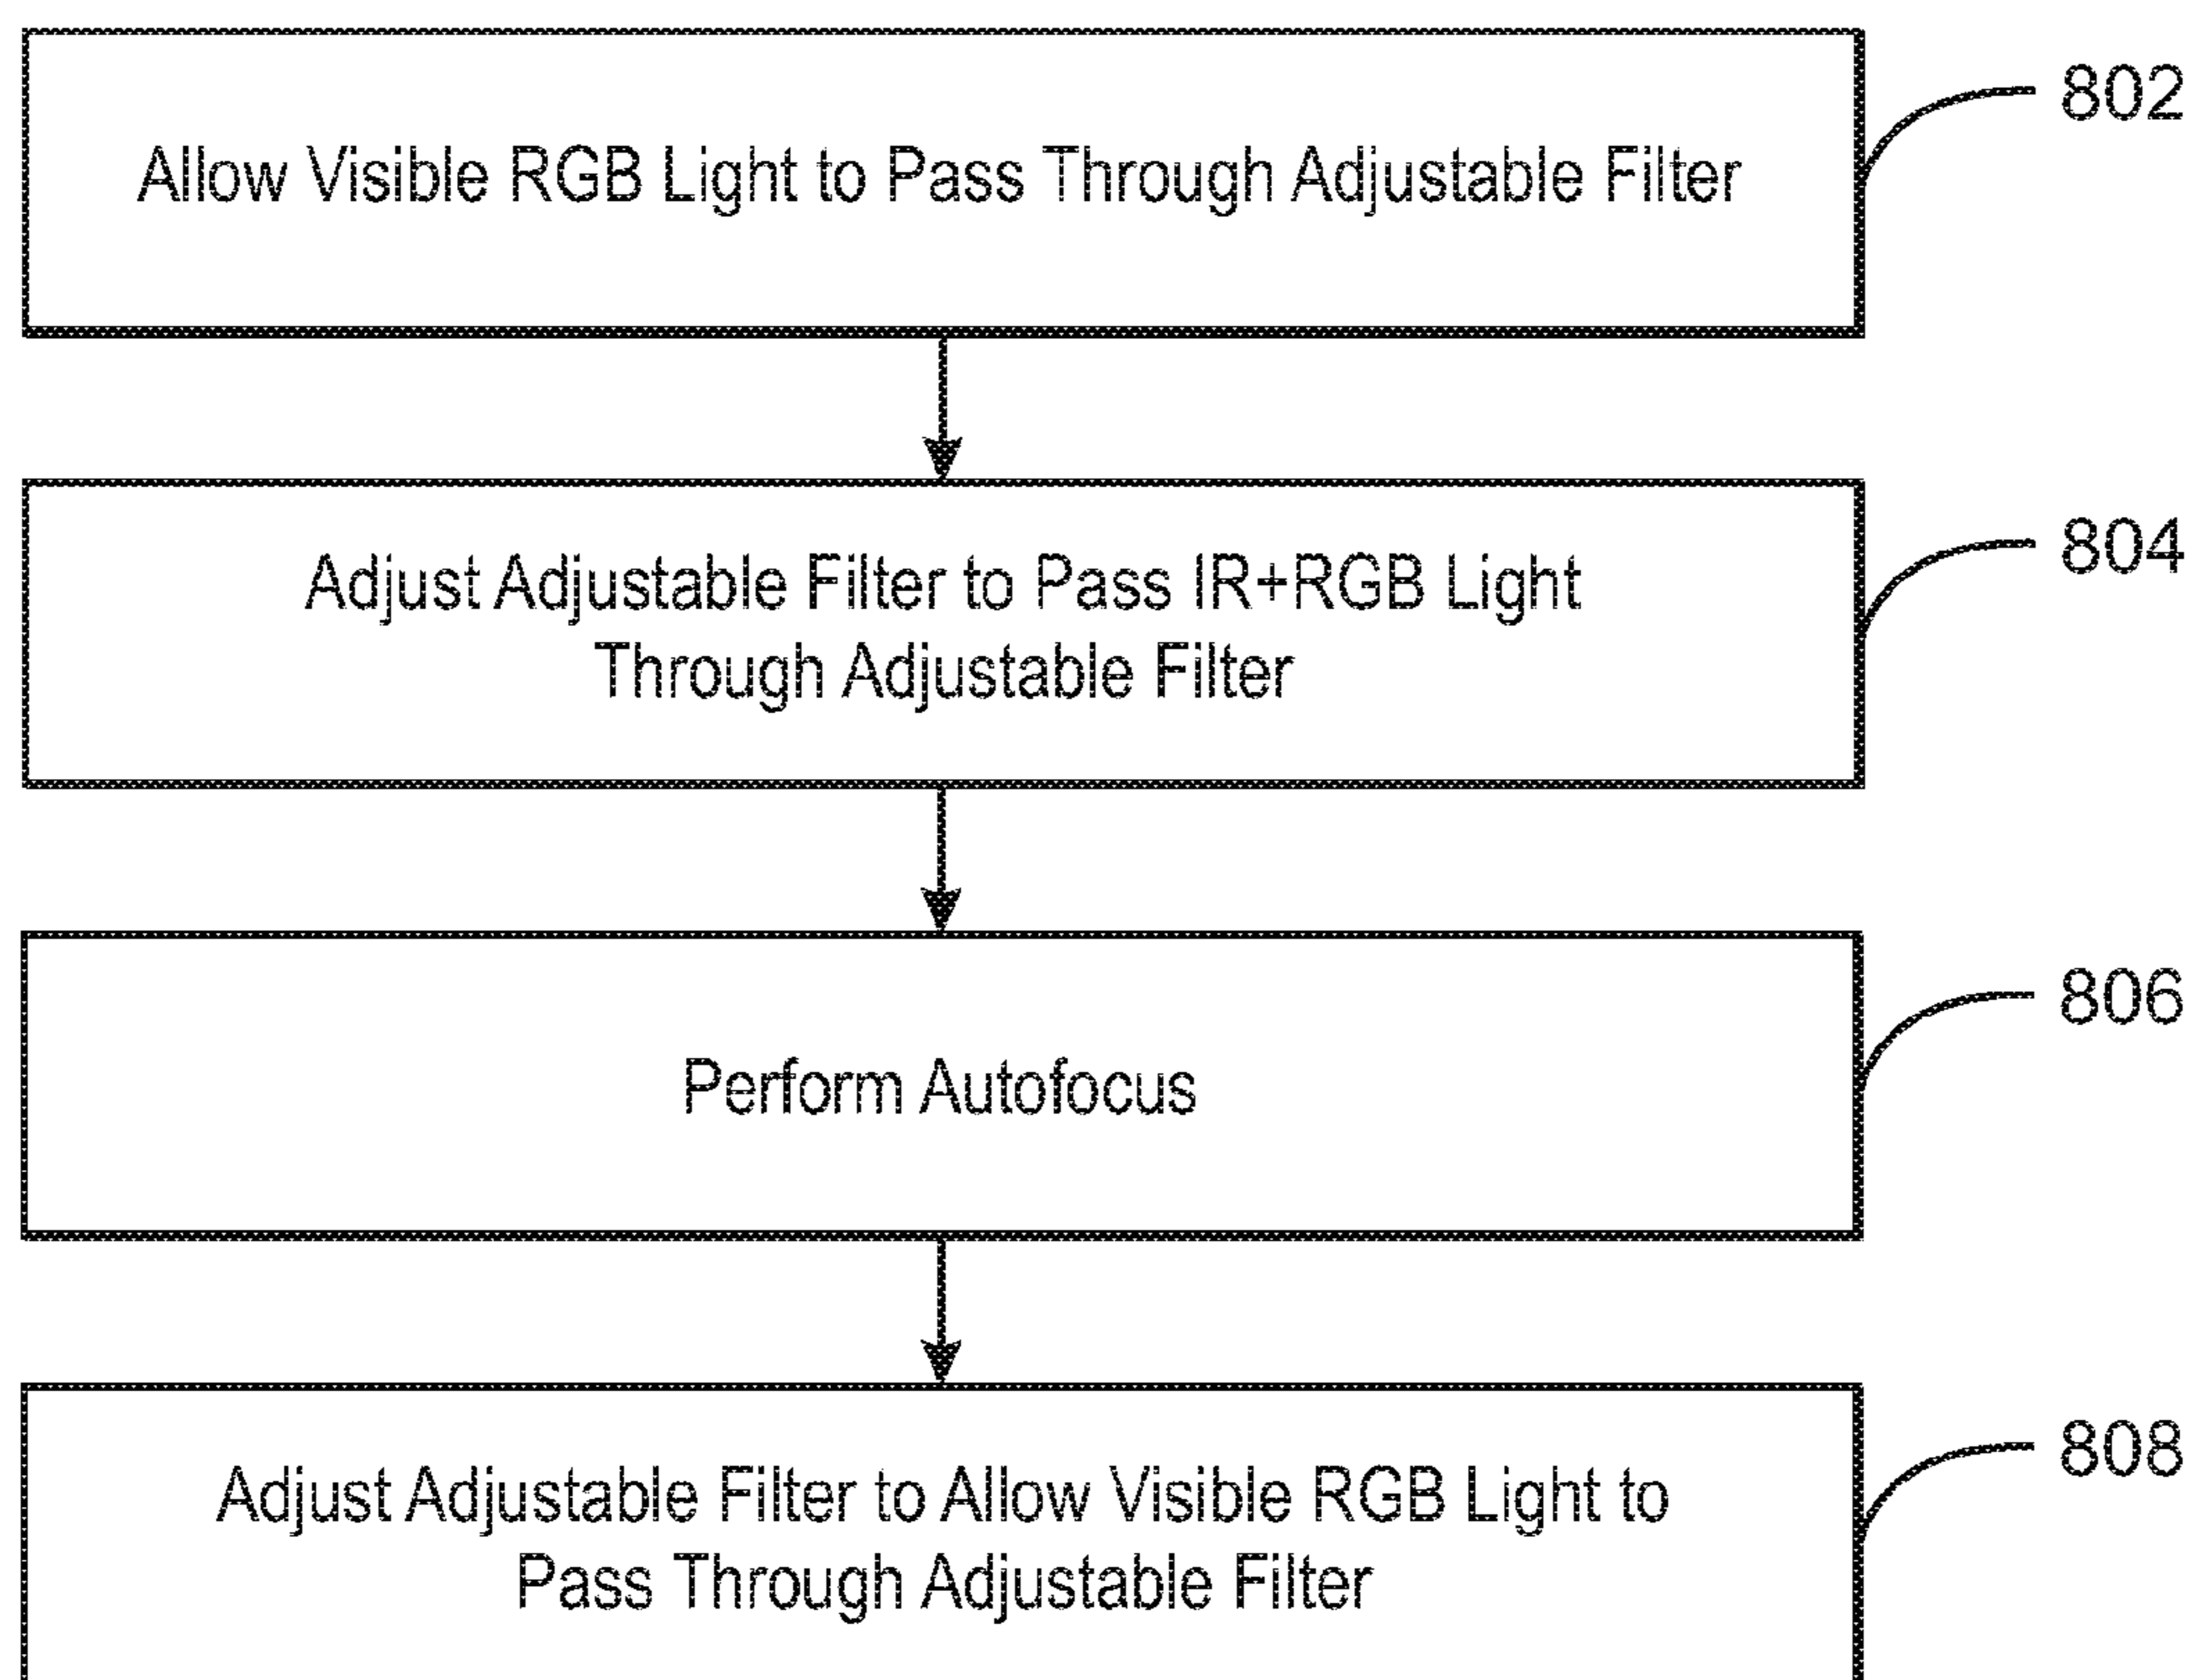 Allow Visible RGB Light to Pass Through Adjustable Filter
802
Adjust Adjustable Filter to Pass IR+RGB Light
Through Adjustable Filter
804
Perform Autofocus
806
Adjust Adjustable Filter to Allow Visible RGB Light to
Pass Through Adjustable Filter
808